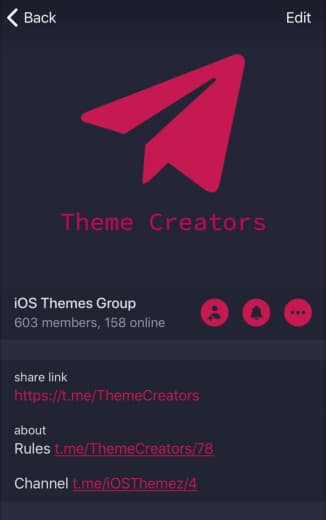 Back Edit
Theme Creators
iOS Themes Group
603 members, 158 online
share link
https://t.me/ThemeCreators
about
Rules t.me/ThemeCreators/78
Channel t.me/iOSThemez/4